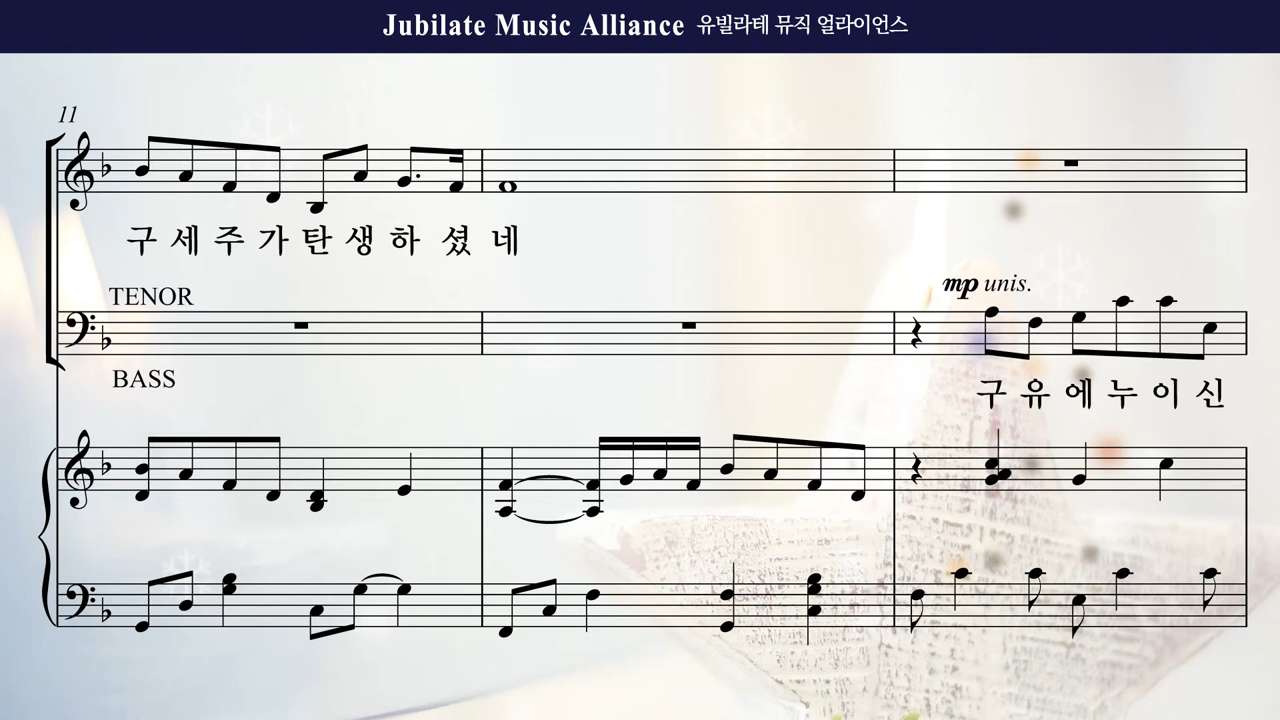 Jubilate Music Alliance 유빌라테 뮤직 얼라이언스
11
구 세 주 가 탄 생 하 셨 네
TENOR
mp unis.
BASS
구 유 에 누 이 신